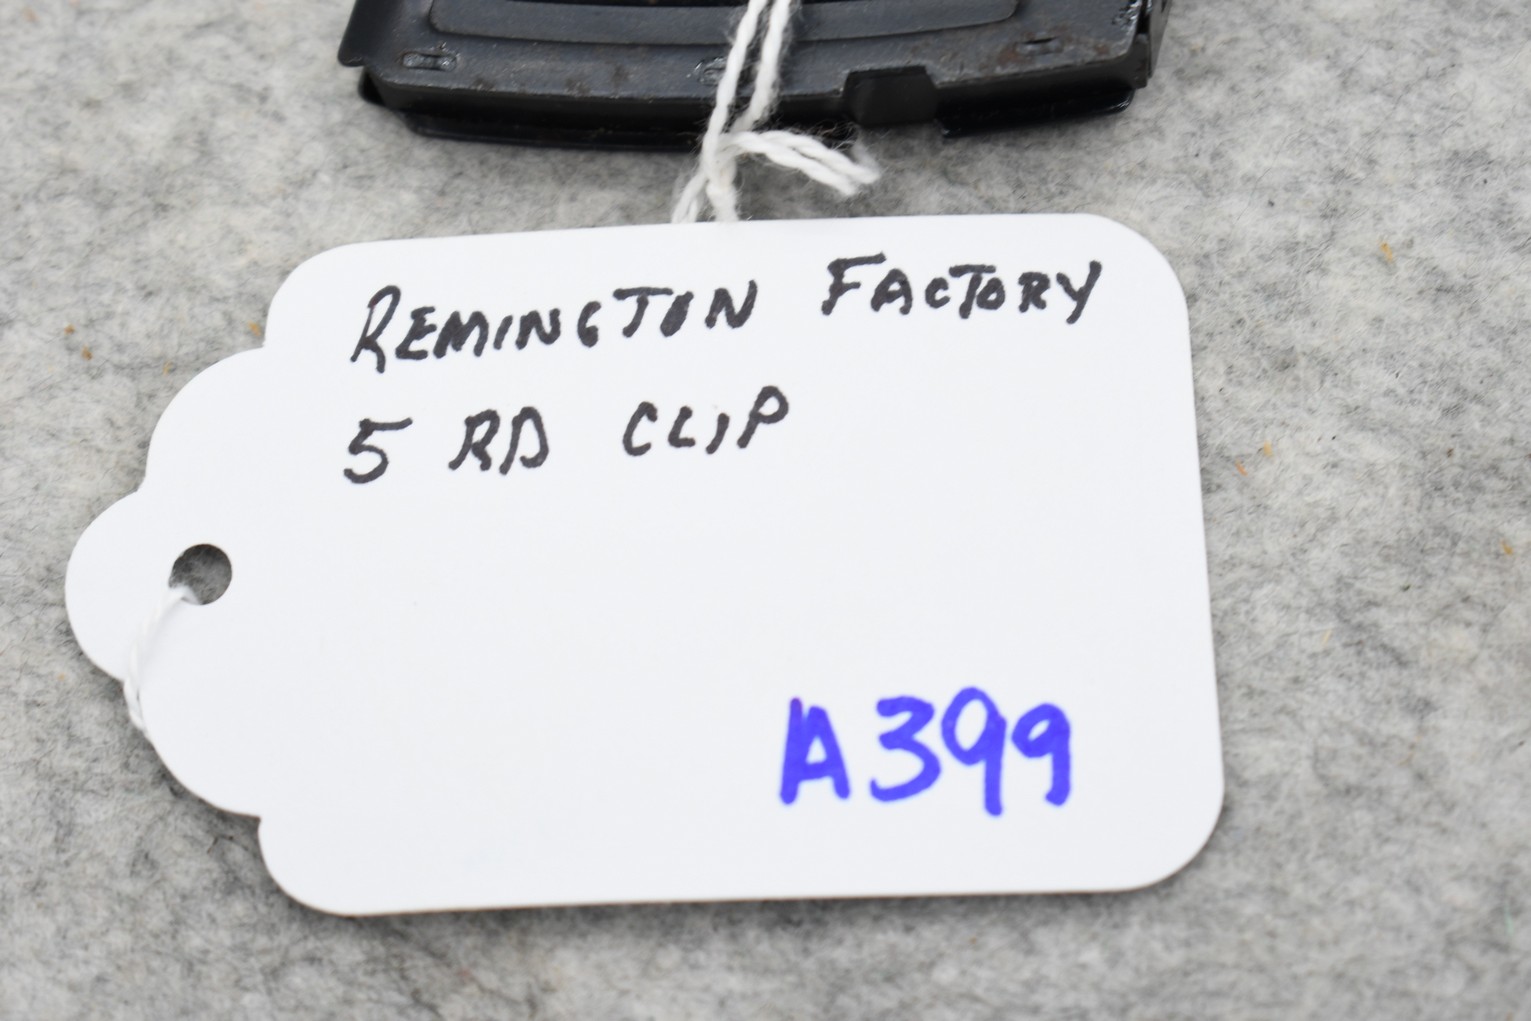 REMINGTON FACTORY
5 RD CLIP
A399